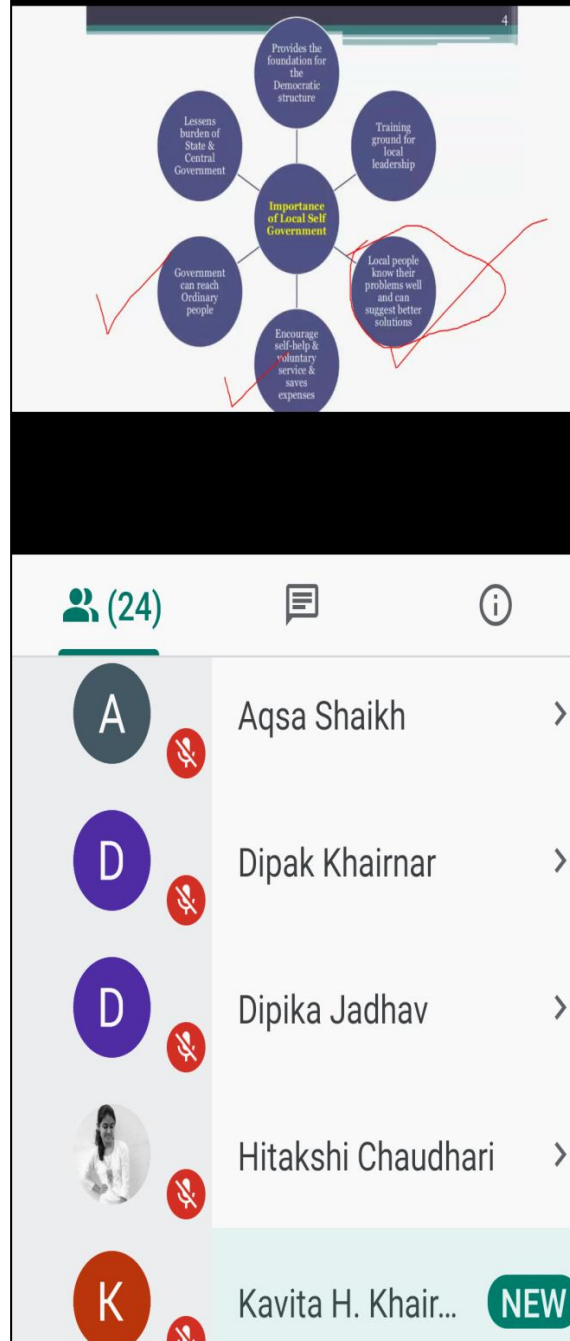 4
Provides the
foundation for
the
Democratic
structure
Lessens
burden of
State &
Central
Government
Training
ground for
local
leadership
Importance
of Local Self
Government
Government
can reach
Ordinary
people
Local people
know their
problems well
and can
suggest better
solutions
Encourage
self-help &
voluntary
service &
saves
expenses
(24)
A
Aqsa Shaikh
D
Dipak Khairnar
D
Dipika Jadhav
Hitakshi Chaudhari
K
Kavita H. Khair... NEW